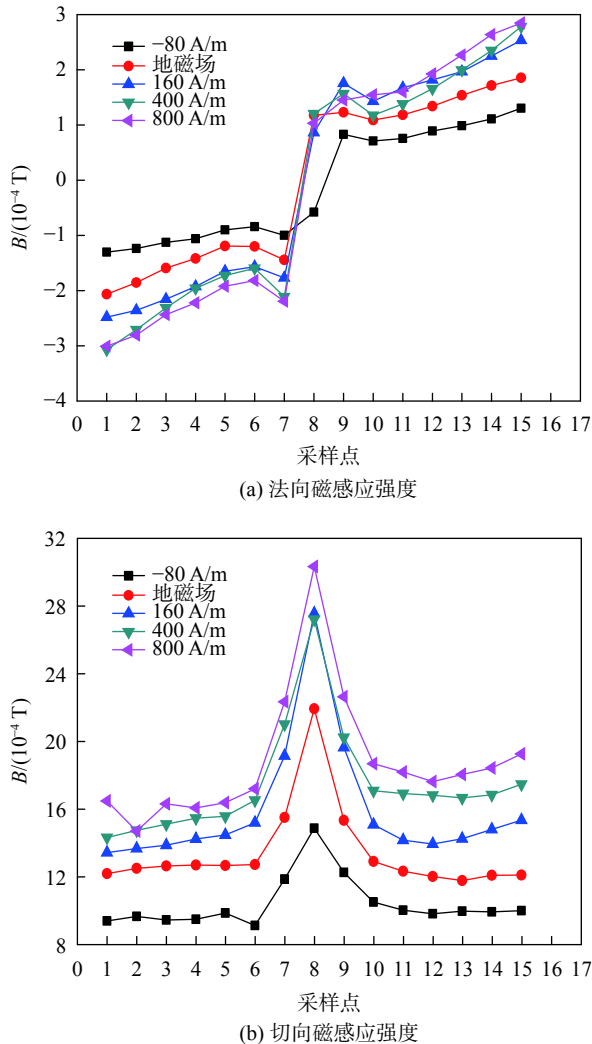 3
2
1
0
−1
−2
−3
−4
B/(10⁻⁴ T)
−80 A/m
地磁场
160 A/m
400 A/m
800 A/m
0 1 2 3 4 5 6 7 8 9 10 11 12 13 14 15 16 17
采样点
(a) 法向磁感应强度
32
28
24
20
16
12
8
B/(10⁻⁴ T)
−80 A/m
地磁场
160 A/m
400 A/m
800 A/m
0 1 2 3 4 5 6 7 8 9 10 11 12 13 14 15 16 17
采样点
(b) 切向磁感应强度